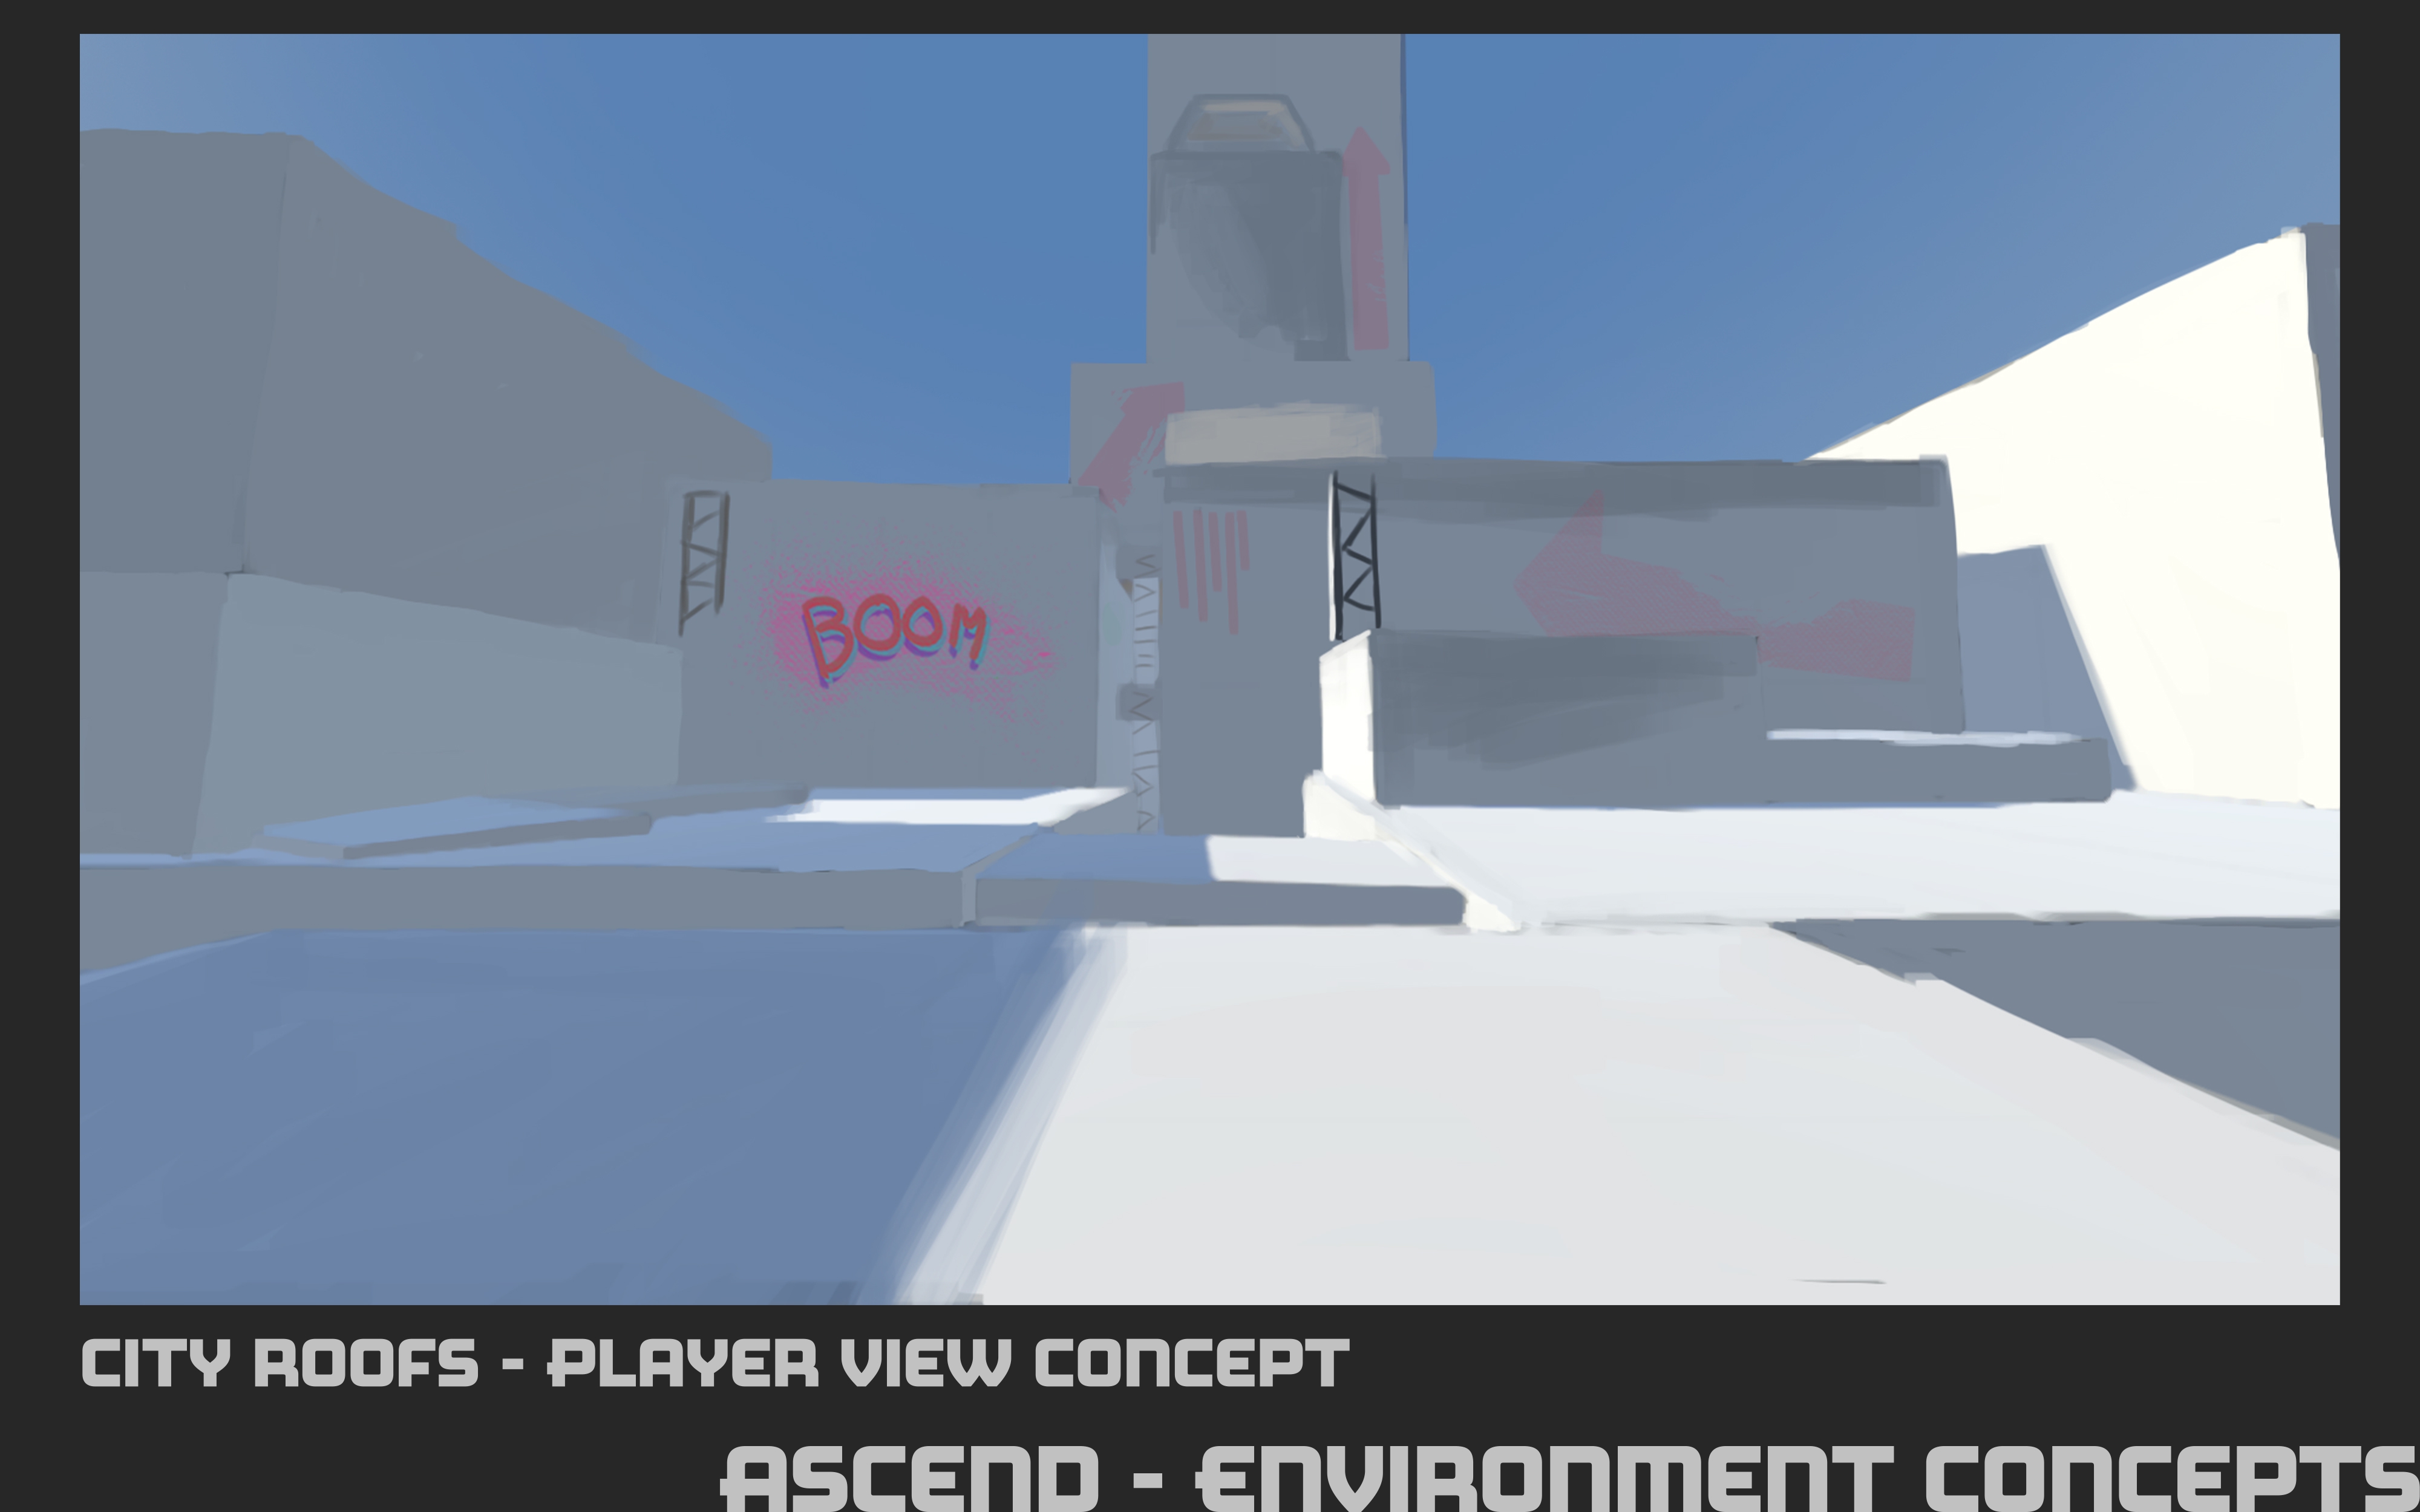 BOOM
CITY ROOFS - PLAYER VIEW CONCEPT
ASCEND - ENVIRONMENT CONCEPTS